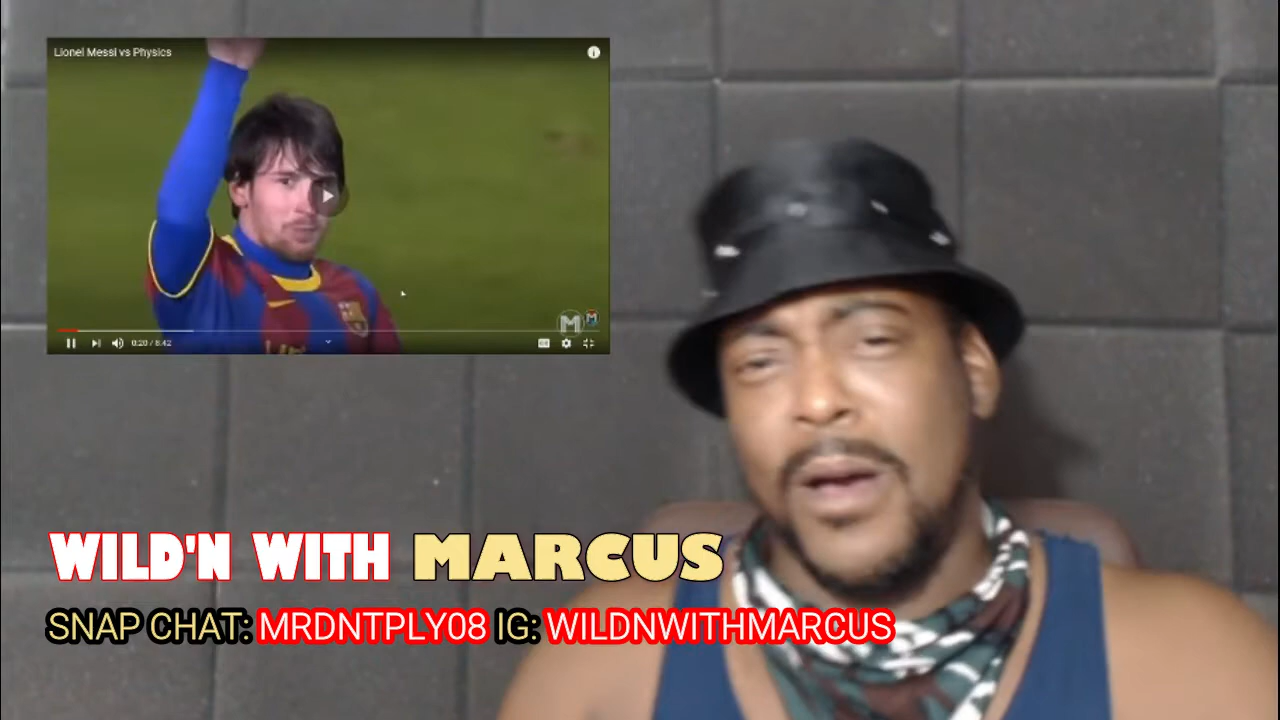 Lionel Messi vs Physics
0:20 / 8:42
WILD'N WITH MARCUS
SNAP CHAT: MRDNTPLY08 IG: WILDNWITHMARCUS